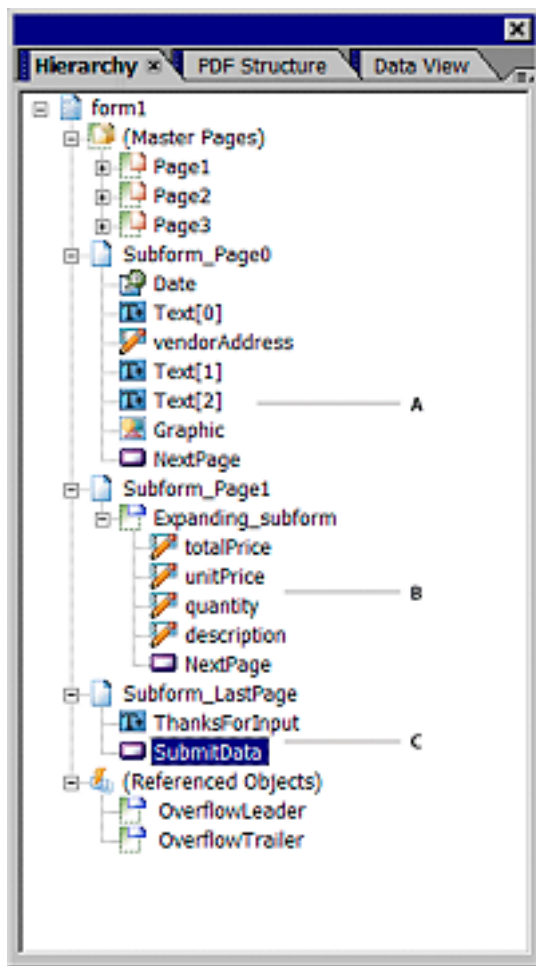 Hierarchy PDF Structure Data View
form1
(Master Pages)
Page1
Page2
Page3
Subform_Page0
Date
Text[0]
vendorAddress
Text[1]
Text[2] A
Graphic
NextPage
Subform_Page1
Expanding_subform
totalPrice
unitPrice
quantity B
description
NextPage
Subform_LastPage
ThanksForInput
SubmitData C
(Referenced Objects)
OverflowLeader
OverflowTrailer